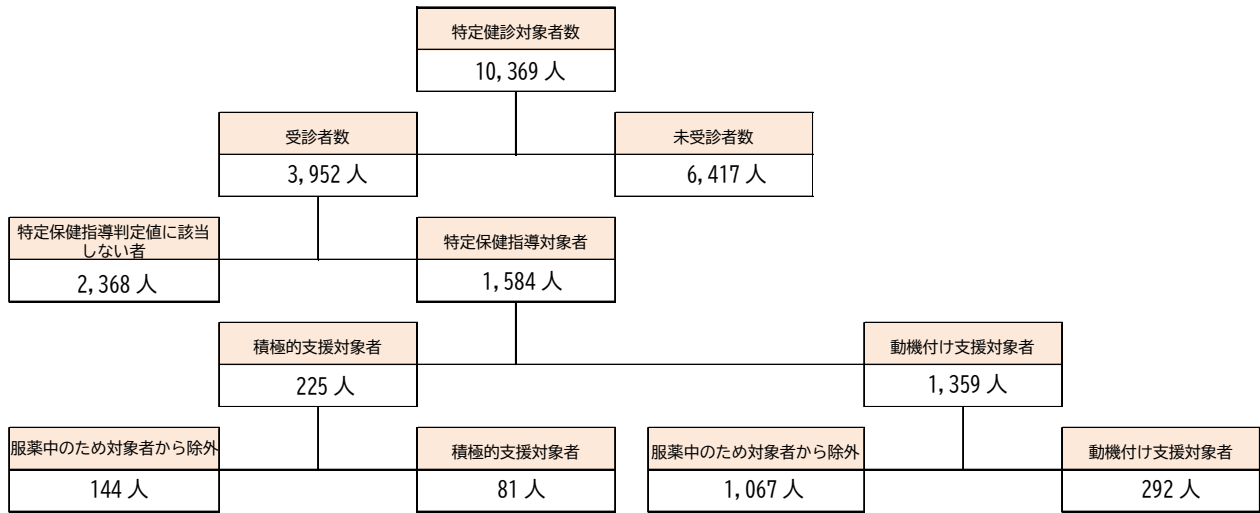 特定健診対象者数
10,369 人
受診者数
未受診者数
3,952 人
6,417 人
特定保健指導判定値に該当
しない者
特定保健指導対象者
2,368 人
1,584 人
積極的支援対象者
動機付け支援対象者
225 人
1,359 人
服薬中のため対象者から除外
積極的支援対象者
服薬中のため対象者から除外
動機付け支援対象者
144 人
81 人
1,067 人
292 人